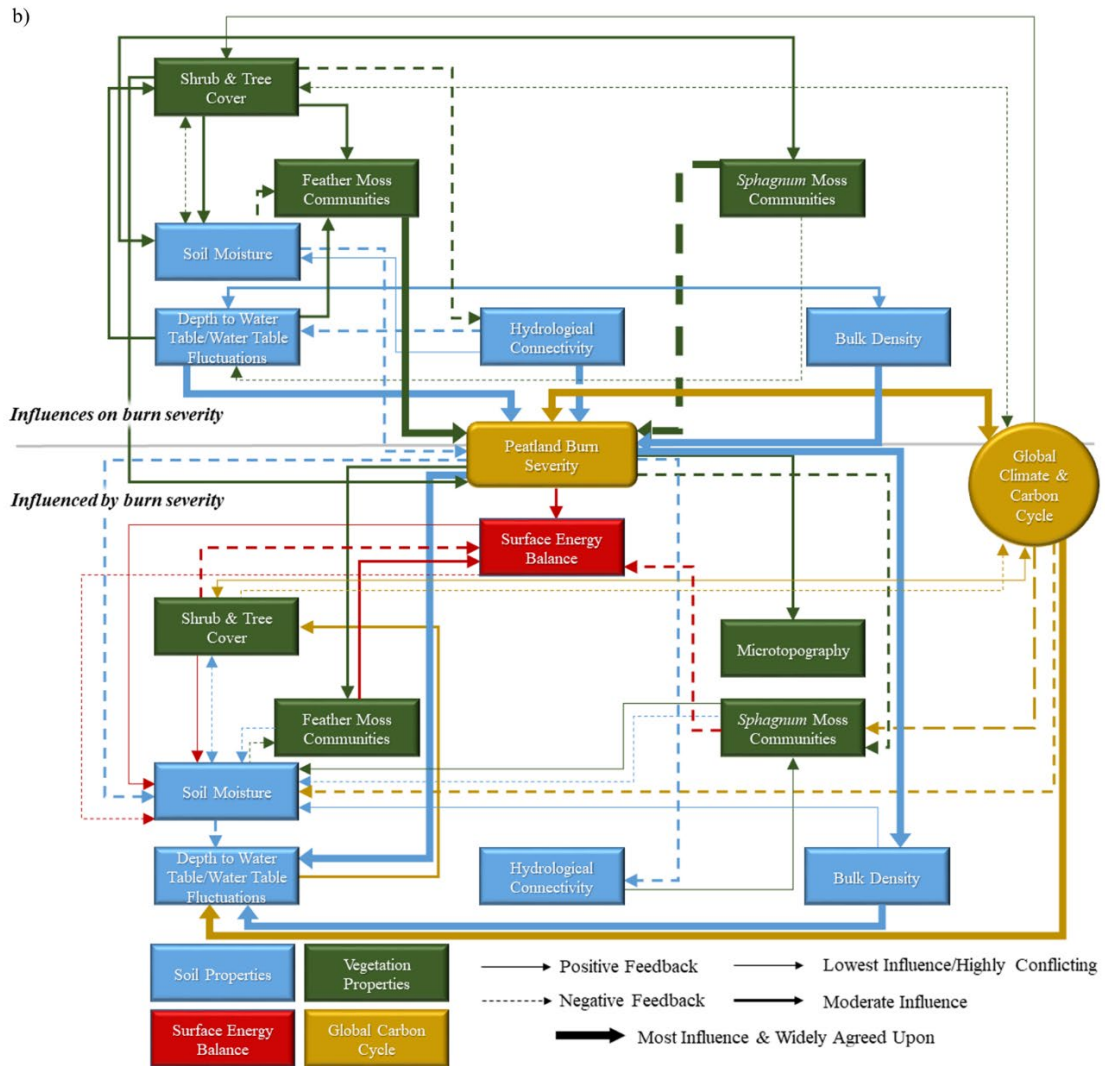 b)
Shrub & Tree
Cover
Feather Moss
Communities
Sphagnum Moss
Communities
Soil Moisture
Depth to Water
Table/Water Table
Fluctuations
Hydrological
Connectivity
Bulk Density
Influences on burn severity
Peatland Burn
Severity
Global
Climate &
Carbon
Cycle
Influenced by burn severity
Surface Energy
Balance
Shrub & Tree
Cover
Microtopography
Feather Moss
Communities
Sphagnum Moss
Communities
Soil Moisture
Depth to Water
Table/Water Table
Fluctuations
Hydrological
Connectivity
Bulk Density
Soil Properties
Vegetation
Properties
Surface Energy
Balance
Global Carbon
Cycle
Positive Feedback
Lowest Influence/Highly Conflicting
Negative Feedback
Moderate Influence
Most Influence & Widely Agreed Upon